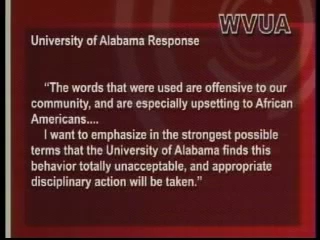 WVUA
University of Alabama Response
“The words that were used are offensive to our
community, and are especially upsetting to African
Americans....
I want to emphasize in the strongest possible
terms that the University of Alabama finds this
behavior totally unacceptable, and appropriate
disciplinary action will be taken.”